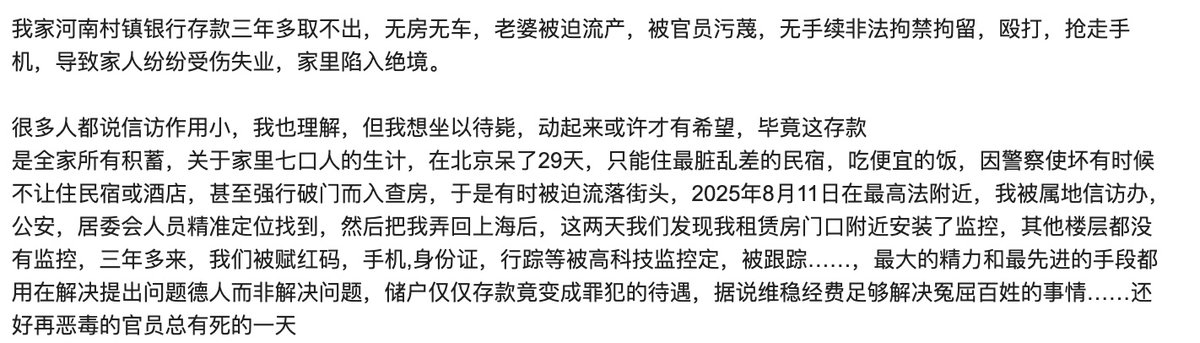 我家河南村镇银行存款三年多取不出，无房无车，老婆被迫流产，被官员污蔑，无手续非法拘禁拘留，殴打，抢走手
机，导致家人纷纷受伤失业，家里陷入绝境。
很多人都说信访作用小，我也理解，但我想坐以待毙，动起来或许才有希望，毕竟这存款
是全家所有积蓄，关于家里七口人的生计，在北京呆了29天，只能住最脏乱差的民宿，吃便宜的饭，因警察使坏有时候
不让住民宿或酒店，甚至强行破门而入查房，于是有时被迫流落街头，2025年8月11日在最高法附近，我被属地信访办，
公安，居委会人员精准定位找到，然后把我弄回上海后，这两天我们发现我租赁房门口附近安装了监控，其他楼层都没
有监控，三年多来，我们被赋红码，手机,身份证，行踪等被高科技监控定，被跟踪……，最大的精力和最先进的手段都
用在解决提出问题德人而非解决问题，储户仅仅存款竟变成罪犯的待遇，据说维稳经费足够解决冤屈百姓的事情……还
好再恶毒的官员总有死的一天